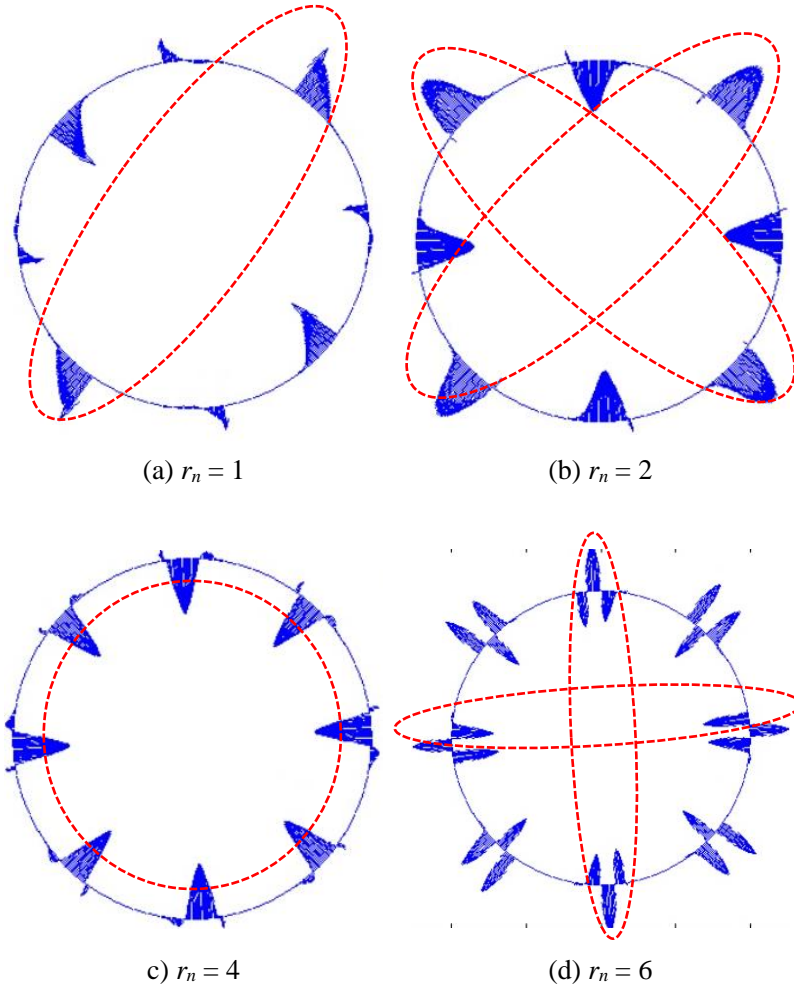 (a) rn = 1
(b) rn = 2
c) rn = 4
(d) rn = 6